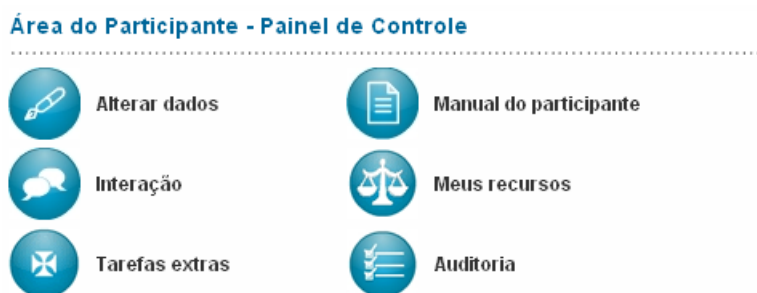 Área do Participante - Painel de Controle
Alterar dados
Manual do participante
Interação
Meus recursos
Tarefas extras
Auditoria